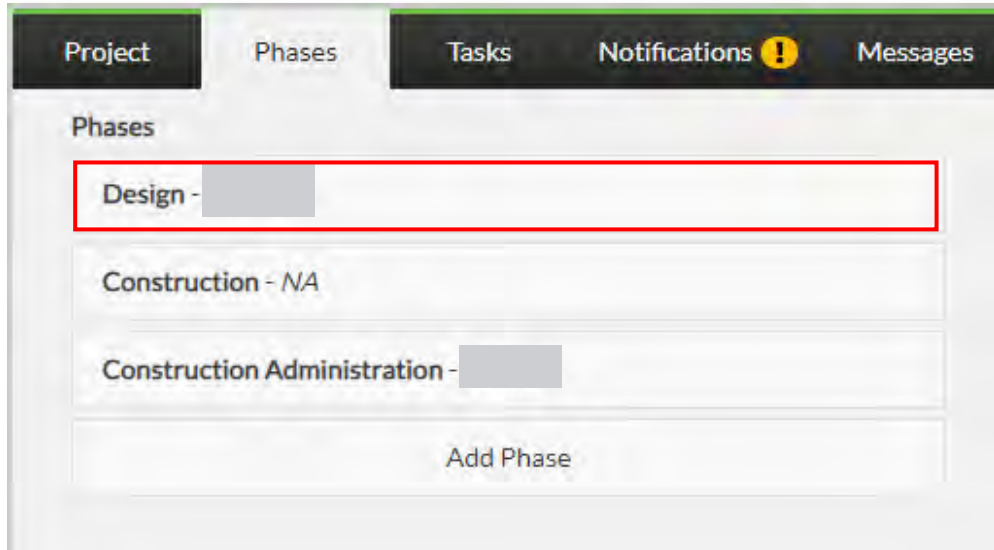 Project Phases Tasks Notifications ! Messages
Phases
Design -
Construction - NA
Construction Administration -
Add Phase